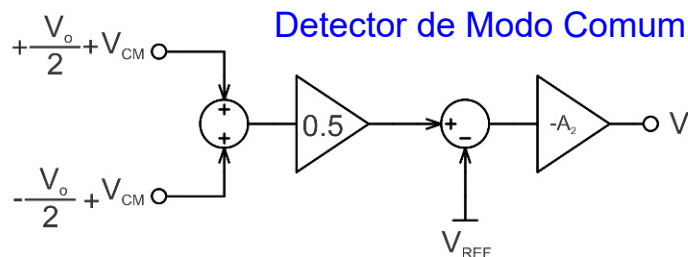 Detector de Modo Comum
+Vo/2 +VCM
+
+
0.5
+
-
-A2
V
-Vo/2 +VCM
VREF